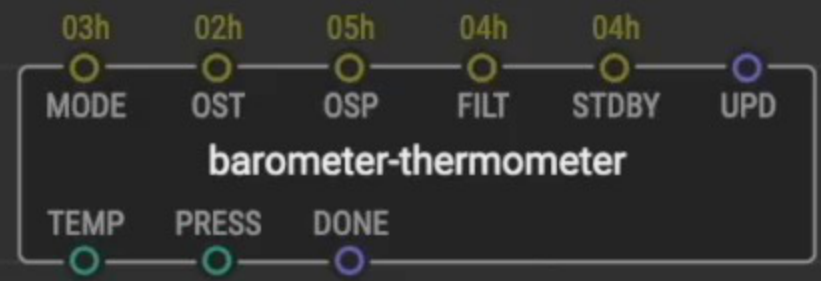 03h 02h 05h 04h 04h
MODE OST OSP FILT STDBY UPD
barometer-thermometer
TEMP PRESS DONE